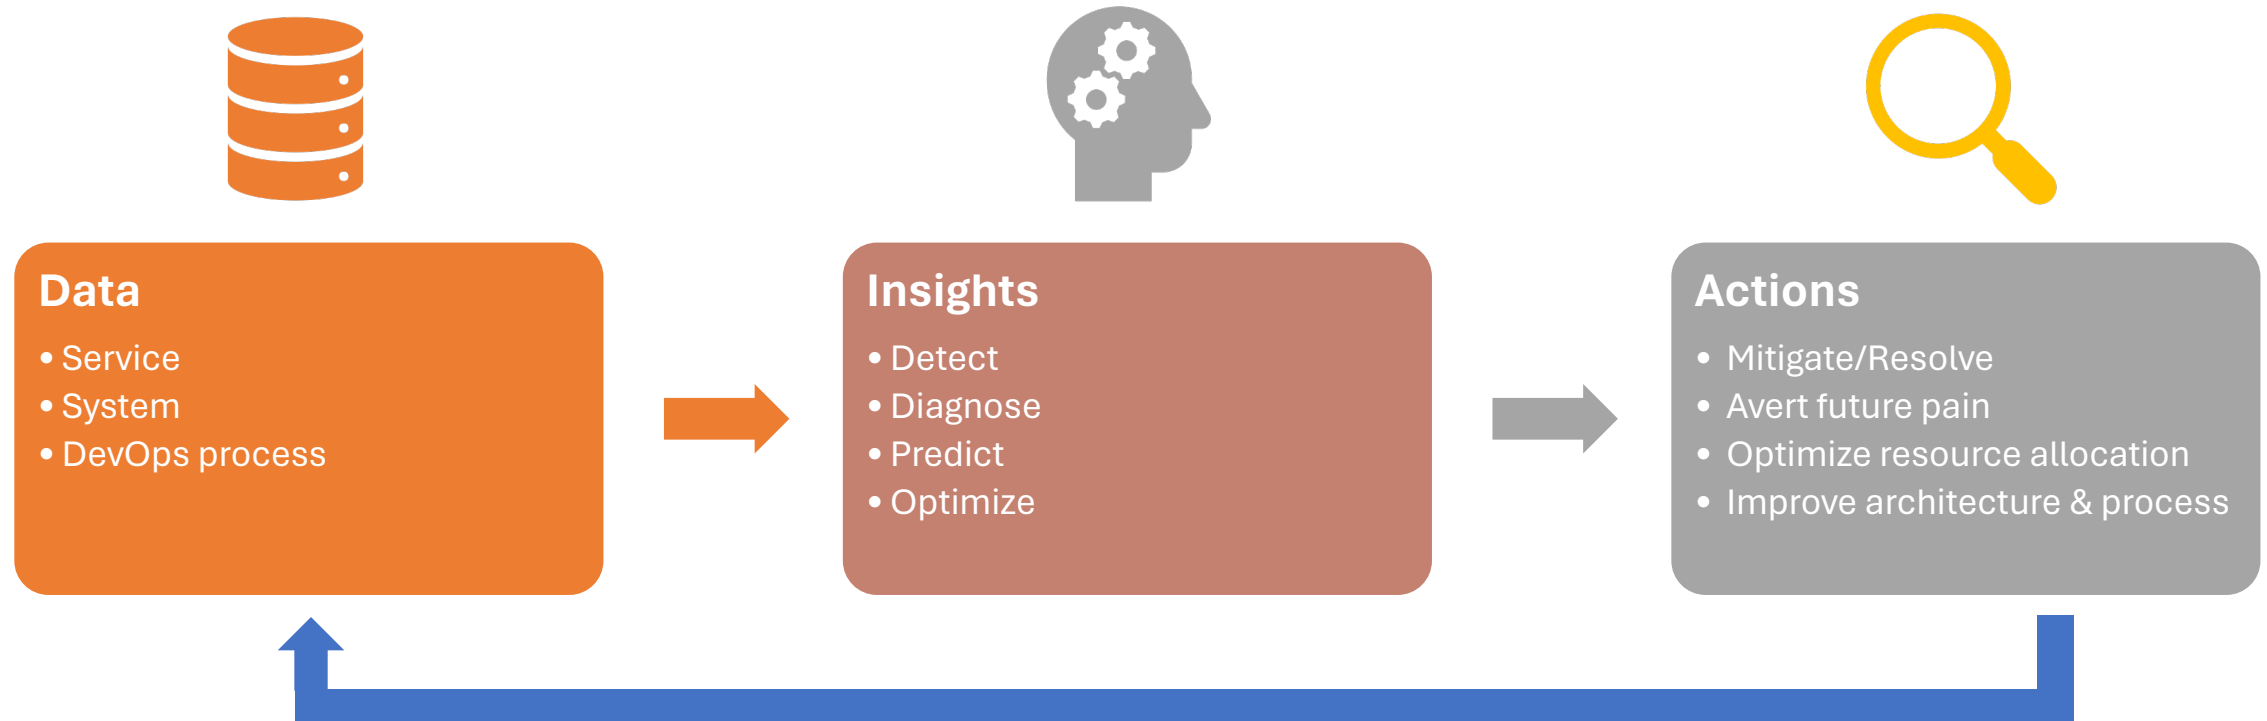 Data
• Service
• System
• DevOps process
Insights
• Detect
• Diagnose
• Predict
• Optimize
Actions
• Mitigate/Resolve
• Avert future pain
• Optimize resource allocation
• Improve architecture & process